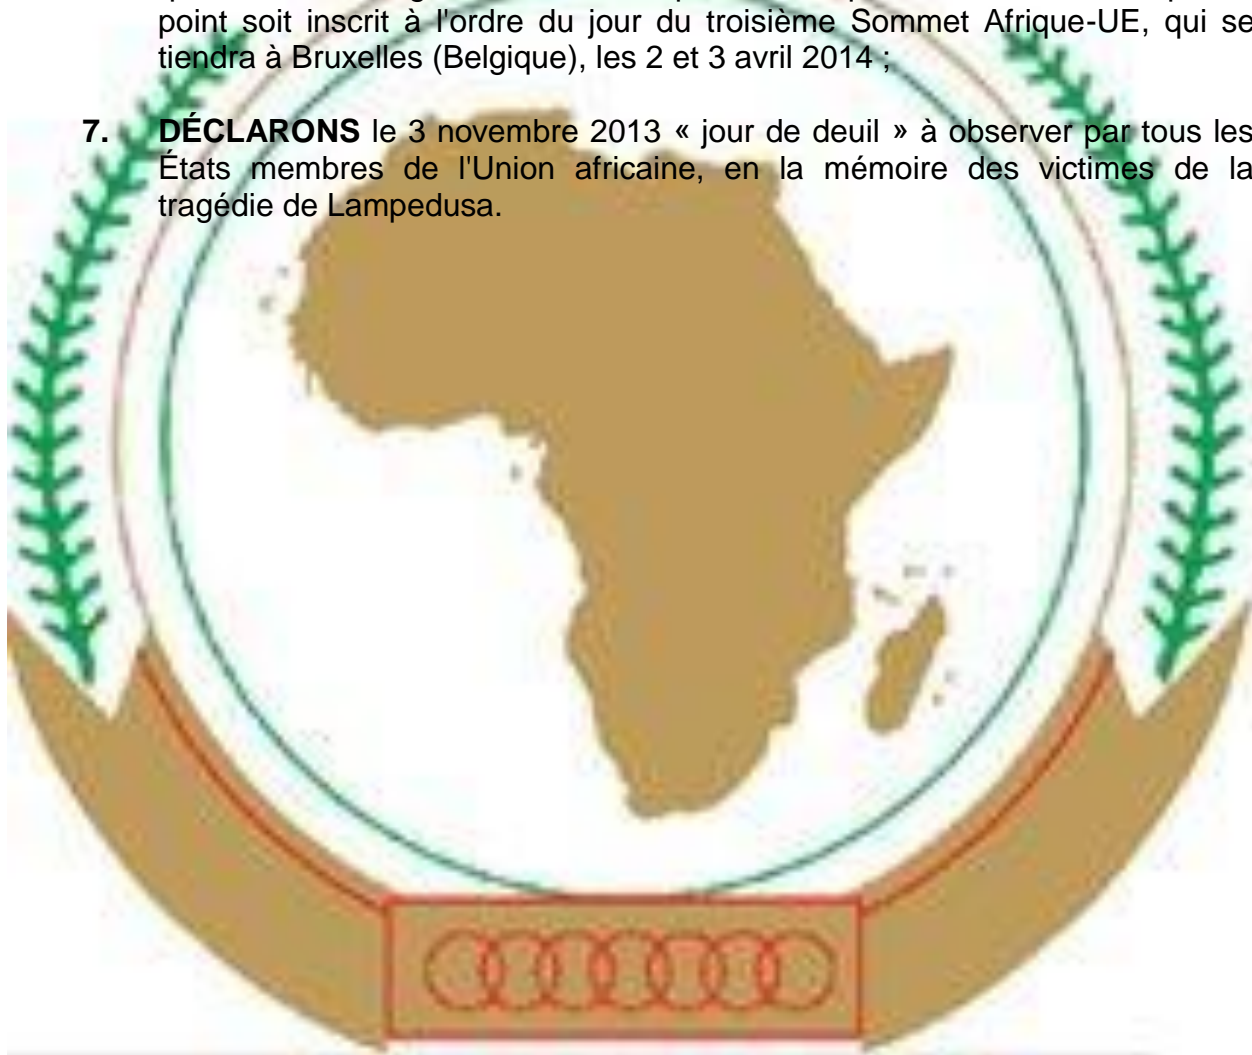 point soit inscrit à l'ordre du jour du troisième Sommet Afrique-UE, qui se
tiendra à Bruxelles (Belgique), les 2 et 3 avril 2014 ;
7. DÉCLARONS le 3 novembre 2013 « jour de deuil » à observer par tous les
États membres de l'Union africaine, en la mémoire des victimes de la
tragédie de Lampedusa.